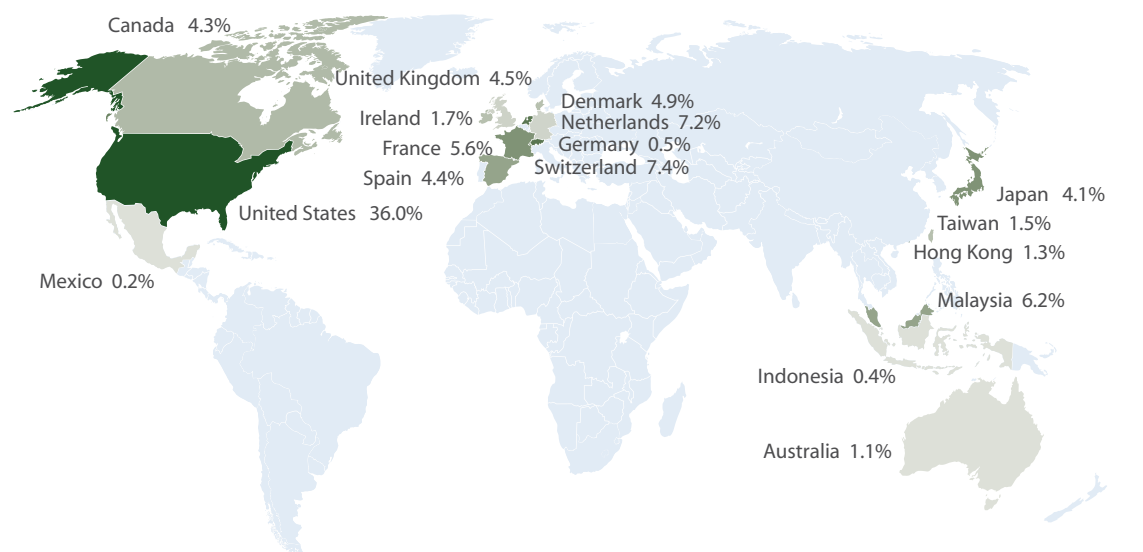 Canada 4.3%
United Kingdom 4.5%
Denmark 4.9%
Ireland 1.7%
Netherlands 7.2%
France 5.6%
Germany 0.5%
Switzerland 7.4%
Spain 4.4%
Japan 4.1%
United States 36.0%
Taiwan 1.5%
Hong Kong 1.3%
Mexico 0.2%
Malaysia 6.2%
Indonesia 0.4%
Australia 1.1%